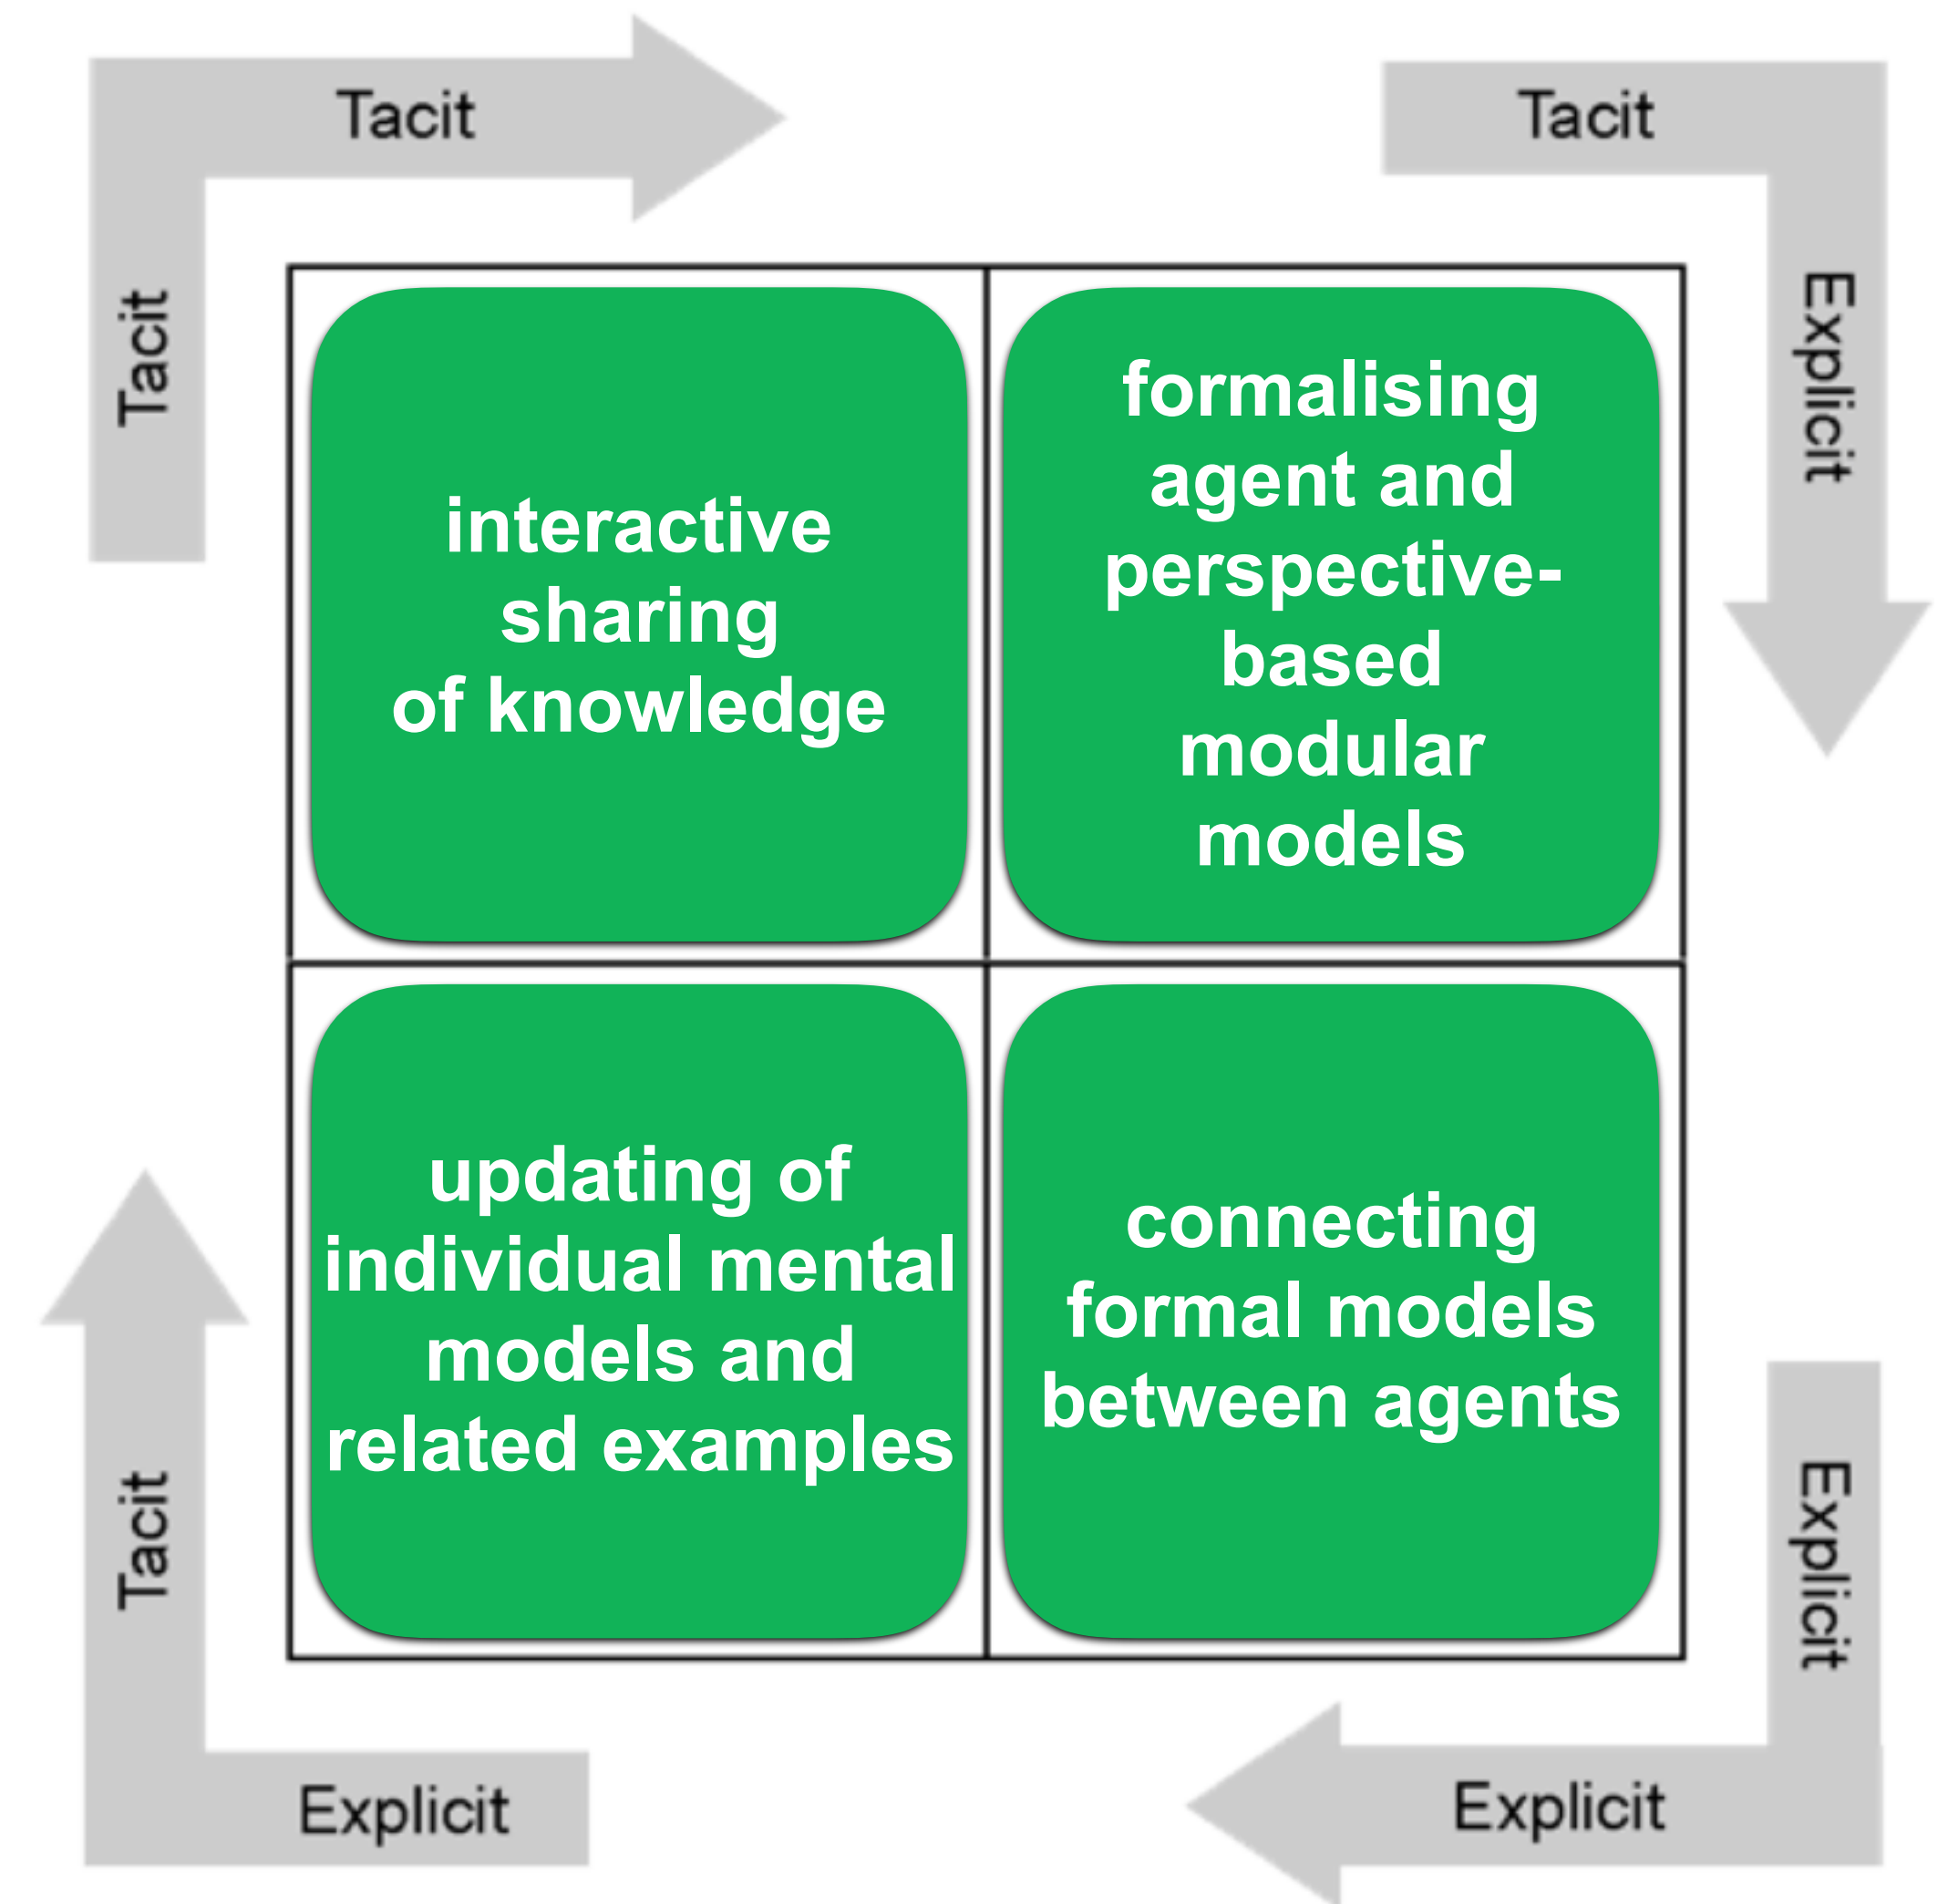 Tacit
Tacit
Tacit
Explicit
interactive
sharing
of knowledge
formalising
agent and
perspective-
based
modular
models
updating of
individual mental
models and
related examples
connecting
formal models
between agents
Tacit
Explicit
Explicit
Explicit